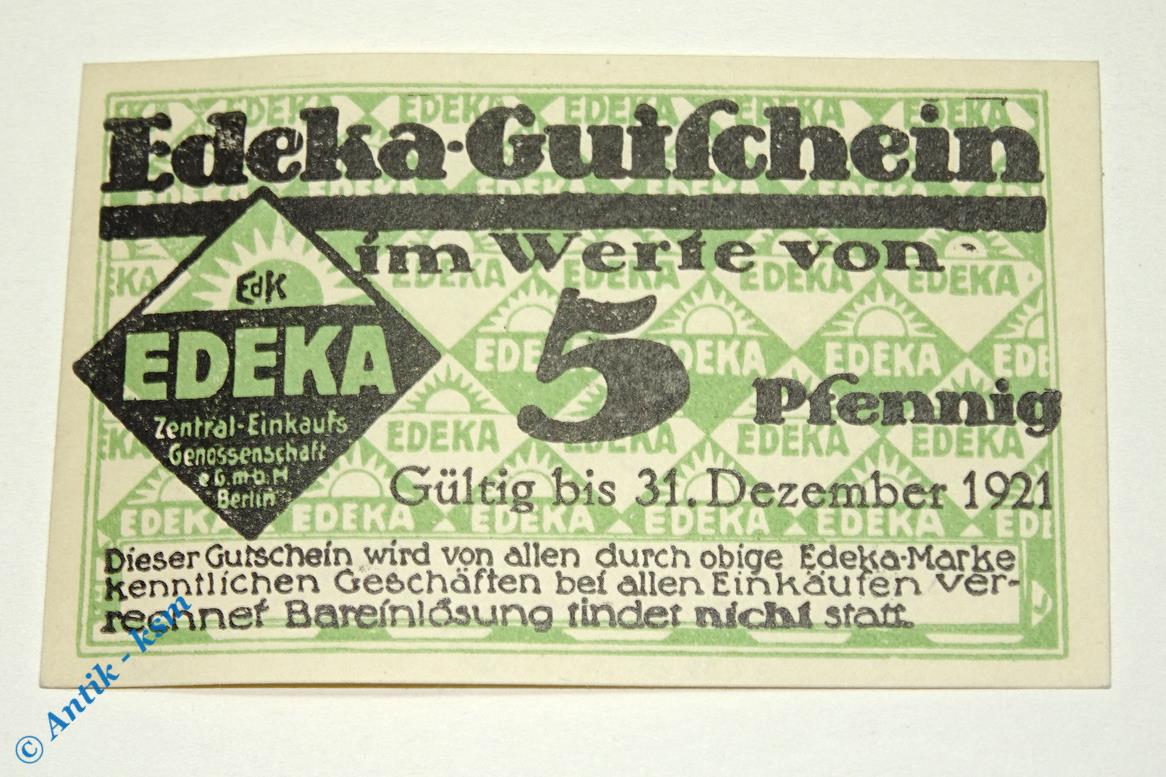 Edeka-Gutschein
im Werte von
5
Pfennig
EdK
EDEKA
Zentral-Einkaufs
Genossenschaft
e.G.m.b.H
Berlin
Gültig bis 31. Dezember 1921
Dieser Gutschein wird von allen durch obige Edeka-Marke
kenntlichen Geschäften bei allen Einkäufen ver-
rechnet Bareinlösung findet nicht statt.
© Antik - ksm